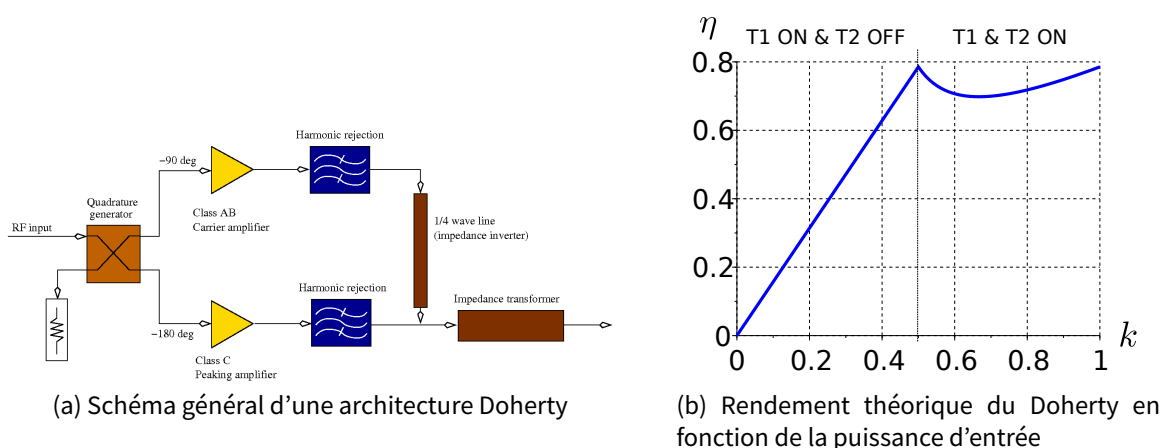 −90 deg
Harmonic rejection
Quadrature
generator
Class AB
Carrier amplifier
1/4 wave line
(impedance inverter)
RF input
Harmonic rejection
Impedance transformer
−180 deg
Class C
Peaking amplifier
(a) Schéma général d'une architecture Doherty
η
T1 ON & T2 OFF
T1 & T2 ON
0.8
0.6
0.4
0.2
0
0 0.2 0.4 0.6 0.8 1
k
(b) Rendement théorique du Doherty en
fonction de la puissance d'entrée